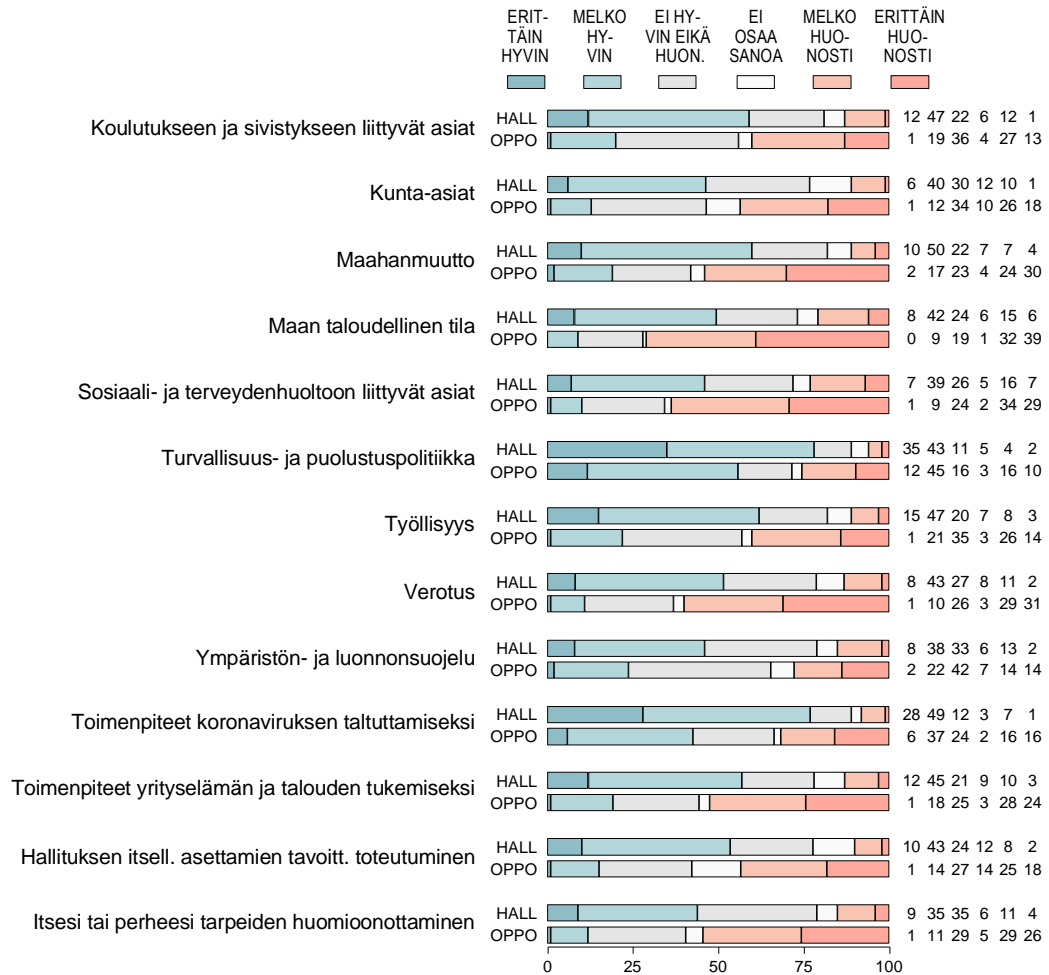 ERIT- MELKO EI HY- EI MELKO ERITTÄIN
TÄIN HY- VIN EIKÄ OSAA HUO- HUO-
HYVIN VIN HUON. SANOA NOSTI NOSTI
Koulutukseen ja sivistykseen liittyvät asiat
HALL 12 47 22 6 12 1
OPPO 1 19 36 4 27 13
Kunta-asiat
HALL 6 40 30 12 10 1
OPPO 1 12 34 10 26 18
Maahanmuutto
HALL 10 50 22 7 7 4
OPPO 2 17 23 4 24 30
Maan taloudellinen tila
HALL 8 42 24 6 15 6
OPPO 0 9 19 1 32 39
Sosiaali- ja terveydenhuoltoon liittyvät asiat
HALL 7 39 26 5 16 7
OPPO 1 9 24 2 34 29
Turvallisuus- ja puolustuspolitiikka
HALL 35 43 11 5 4 2
OPPO 12 45 16 3 16 10
Työllisyys
HALL 15 47 20 7 8 3
OPPO 1 21 35 3 26 14
Verotus
HALL 8 43 27 8 11 2
OPPO 1 10 26 3 29 31
Ympäristön- ja luonnonsuojelu
HALL 8 38 33 6 13 2
OPPO 2 22 42 7 14 14
Toimenpiteet koronaviruksen taltuttamiseksi
HALL 28 49 12 3 7 1
OPPO 6 37 24 2 16 16
Toimenpiteet yrityselämän ja talouden tukemiseksi
HALL 12 45 21 9 10 3
OPPO 1 18 25 3 28 24
Hallituksen itsell. asettamien tavoitt. toteutuminen
HALL 10 43 24 12 8 2
OPPO 1 14 27 14 25 18
Itsesi tai perheesi tarpeiden huomioonottaminen
HALL 9 35 35 6 11 4
OPPO 1 11 29 5 29 26
0 25 50 75 100